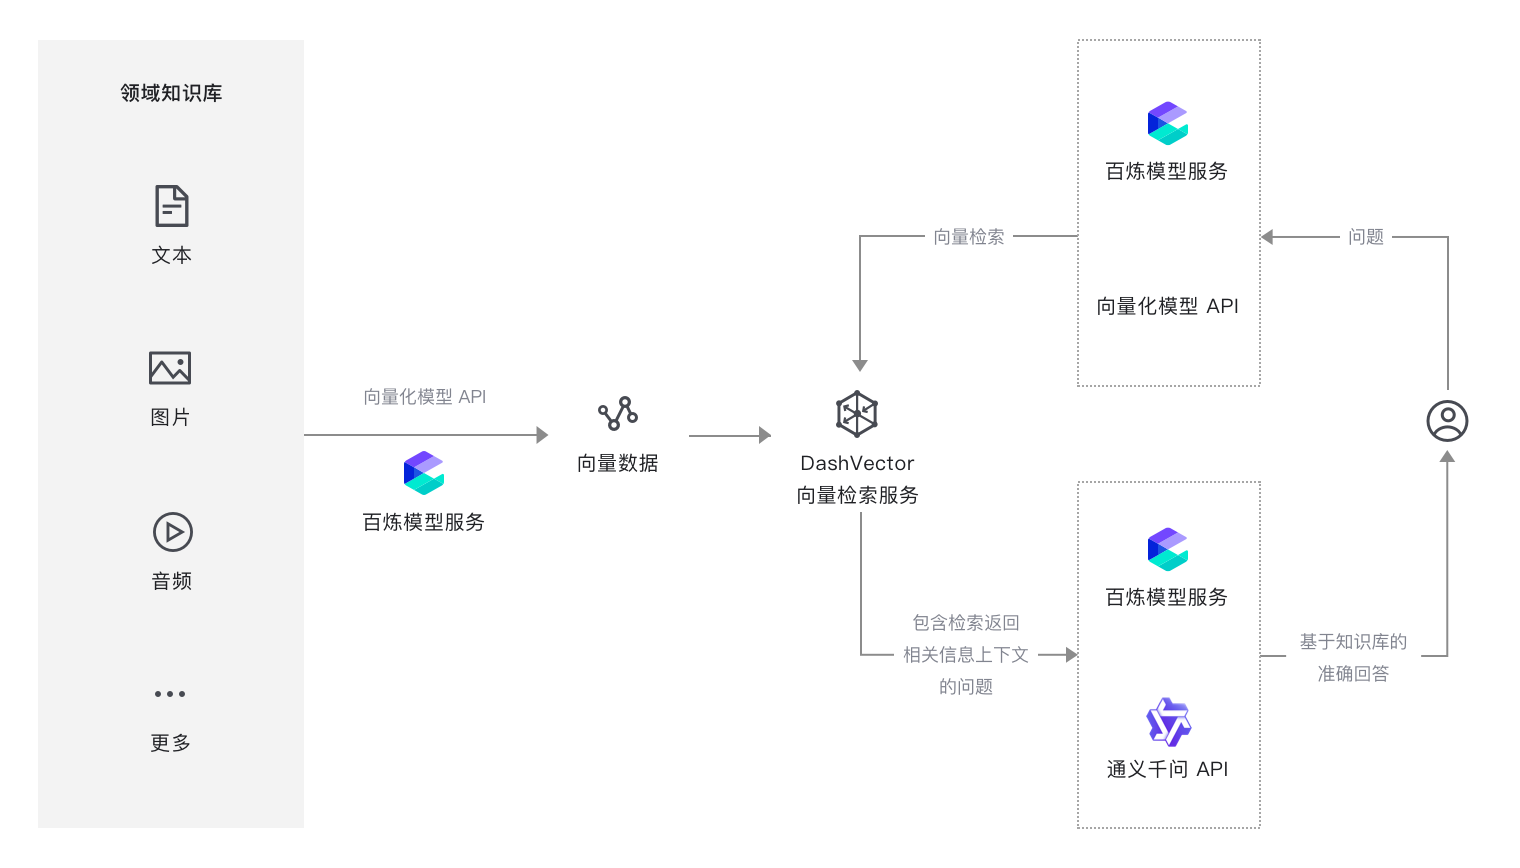 领域知识库
文本
图片
音频
更多
向量化模型 API
百炼模型服务
向量数据
DashVector
向量检索服务
向量检索
百炼模型服务
向量化模型 API
问题
包含检索返回
相关信息上下文
的问题
百炼模型服务
通义千问 API
基于知识库的
准确回答